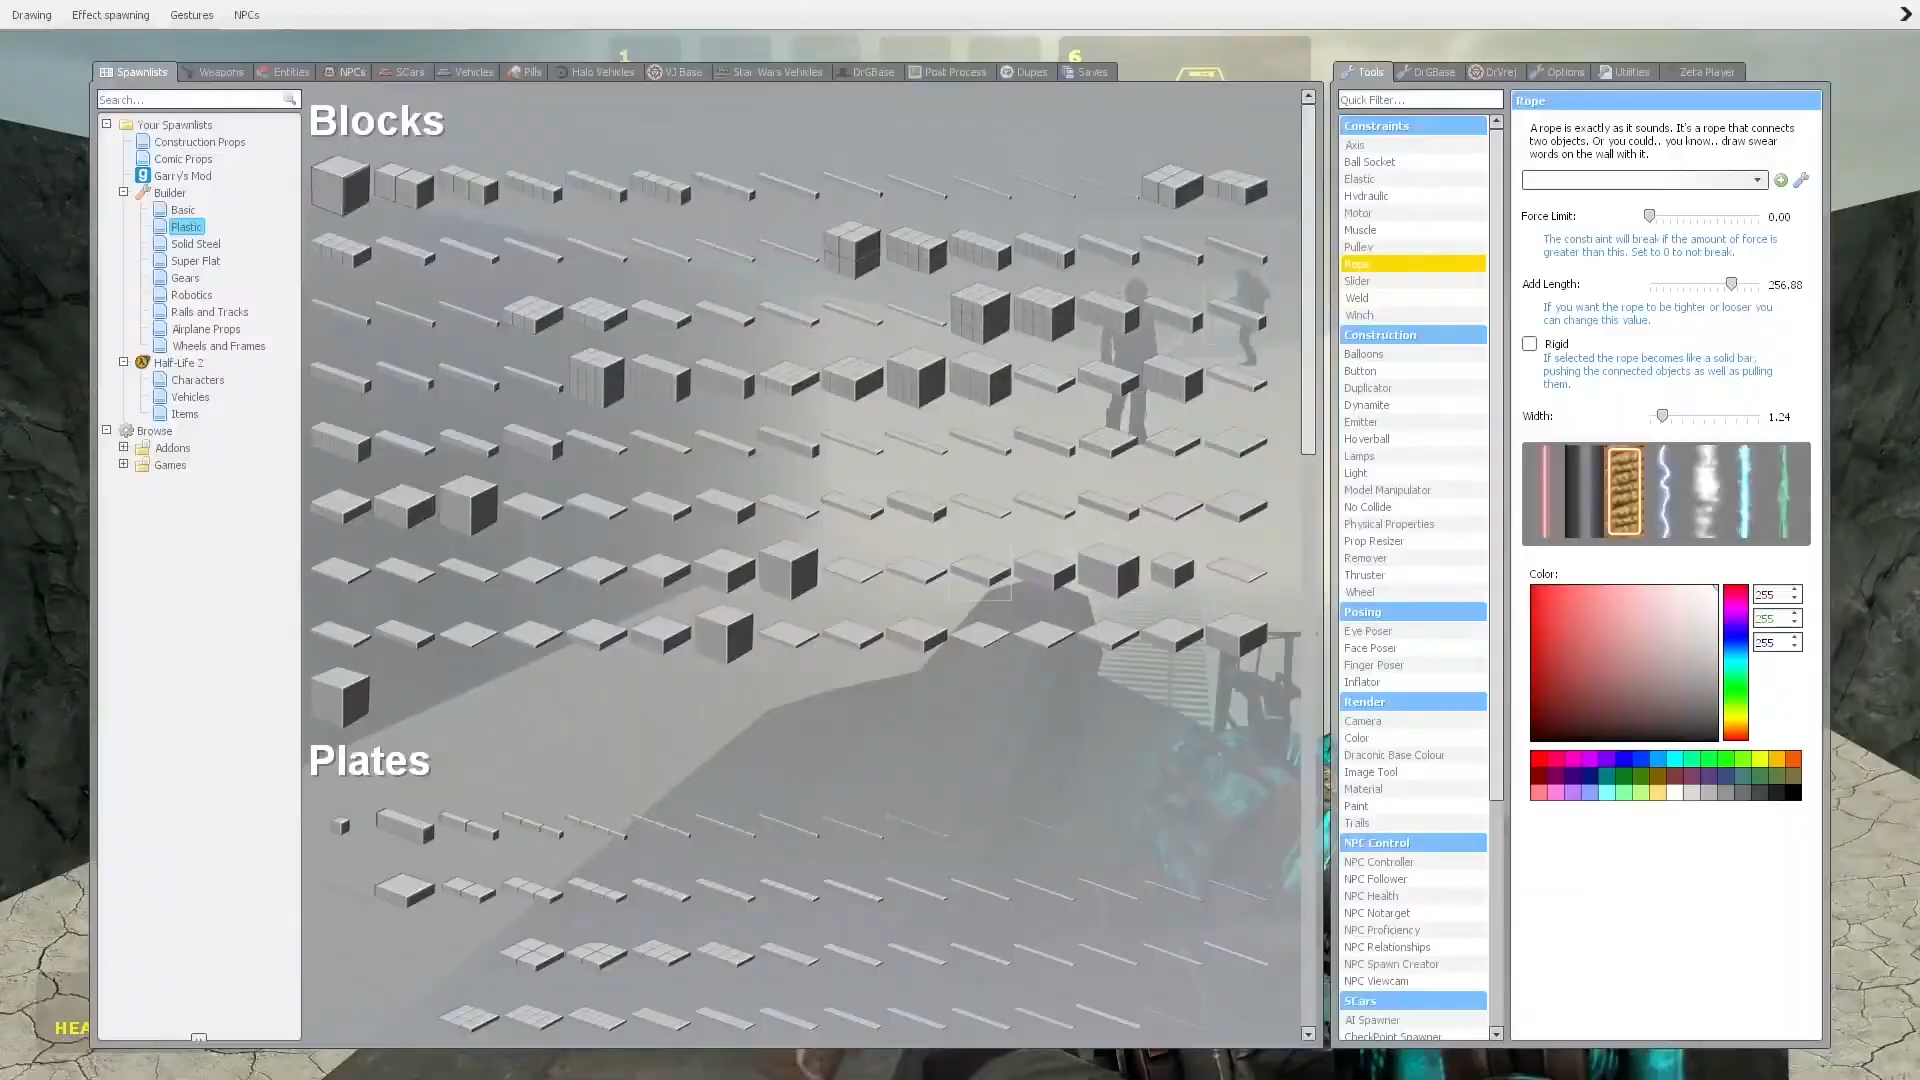 Drawing Effect spawning Gestures NPCs
1 6
Spawnlists Weapons Entities NPCs SCars Vehicles Pills Halo Vehicles VJ Base Star Wars Vehicles DrGBase Post Process Dupes Saves
Search...
Your Spawnlists
Construction Props
Comic Props
Garry's Mod
Builder
Basic
Plastic
Solid Steel
Super Flat
Gears
Robotics
Rails and Tracks
Airplane Props
Wheels and Frames
Half-Life 2
Characters
Vehicles
Items
Browse
Addons
Games
HEA
Blocks
Plates
Tools DrGBase DrVrej Options Utilities Zeta Player
Quick Filter...
Constraints
Axis
Ball Socket
Elastic
Hydraulic
Motor
Muscle
Pulley
Rope
Slider
Weld
Winch
Construction
Balloons
Button
Duplicator
Dynamite
Emitter
Hoverball
Lamps
Light
Model Manipulator
No Collide
Physical Properties
Prop Resizer
Remover
Thruster
Wheel
Posing
Eye Poser
Face Poser
Finger Poser
Inflator
Render
Camera
Color
Draconic Base Colour
Image Tool
Material
Paint
Trails
NPC Control
NPC Controller
NPC Follower
NPC Health
NPC Notarget
NPC Proficiency
NPC Relationships
NPC Spawn Creator
NPC Viewcam
SCars
AI Spawner
CheckPoint Spawner
Rope
A rope is exactly as it sounds. It's a rope that connects
two objects. Or you could.. you know.. draw swear
words on the wall with it.
Force Limit: 0.00
The constraint will break if the amount of force is
greater than this. Set to 0 to not break.
Add Length: 256.88
If you want the rope to be tighter or looser you
can change this value.
Rigid
If selected the rope becomes like a solid bar,
pushing the connected objects as well as pulling
them.
Width: 1.24
Color:
255
255
255